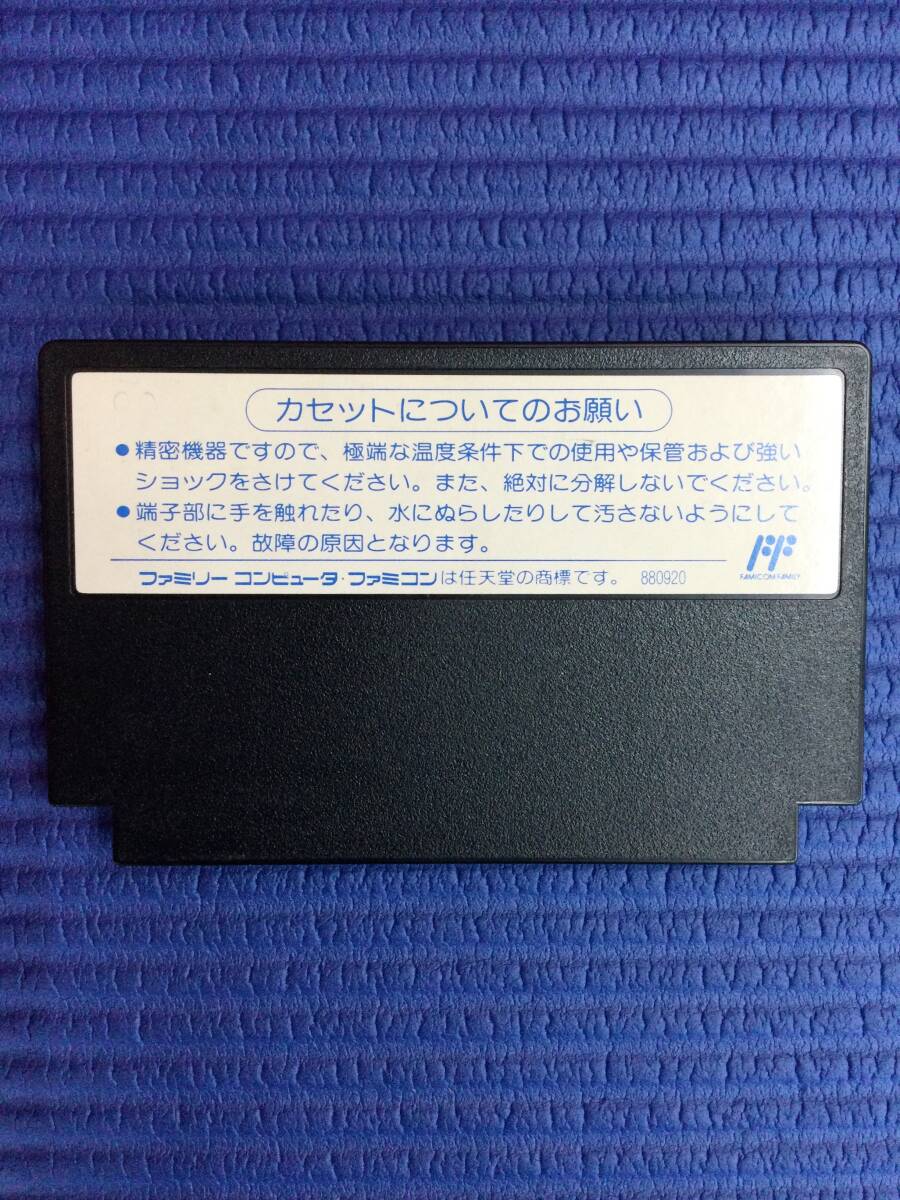 カセットについてのお願い
●精密機器ですので、極端な温度条件下での使用や保管および強い
ショックをさけてください。また、絶対に分解しないでください。
●端子部に手を触れたり、水にぬらしたりして汚さないようにして
ください。故障の原因となります。
FF
FAMICOM FAMILY
ファミリー コンピュータ・ファミコンは任天堂の商標です。 880920